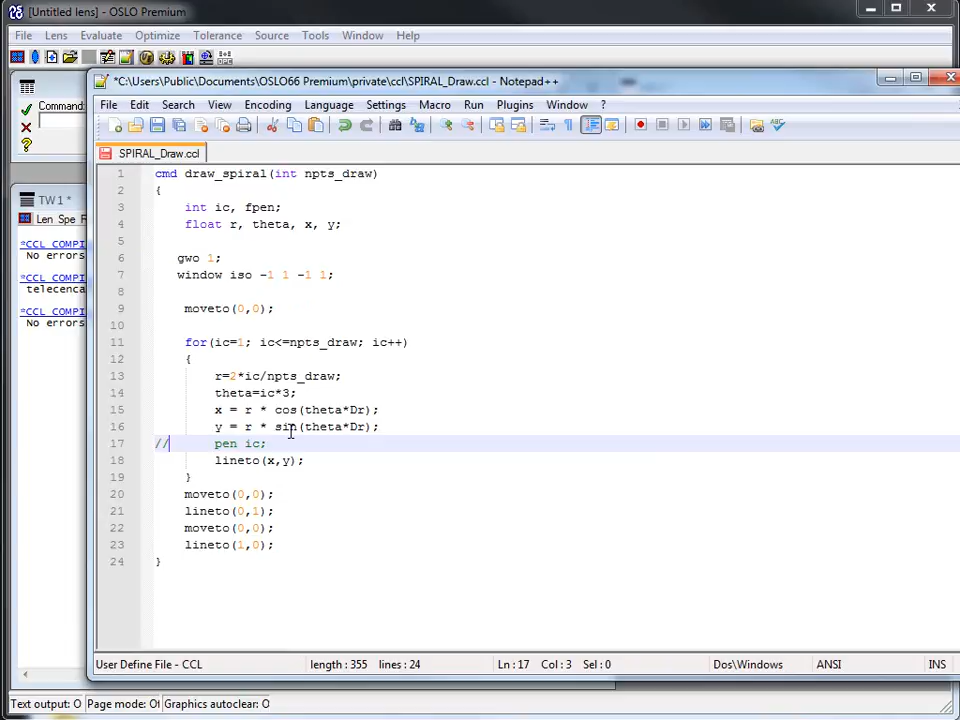 [Untitled lens] - OSLO Premium
File Lens Evaluate Optimize Tolerance Source Tools Window Help
*C:\Users\Public\Documents\OSLO66 Premium\private\ccl\SPIRAL_Draw.ccl - Notepad++
Command:
File Edit Search View Encoding Language Settings Macro Run Plugins Window ?
SPIRAL_Draw.ccl
1 cmd draw_spiral(int npts_draw)
2 {
3 int ic, fpen;
4 float r, theta, x, y;
5
6 gwo 1;
7 window iso -1 1 -1 1;
8
9 moveto(0,0);
10
11 for(ic=1; ic<=npts_draw; ic++)
12 {
13 r=2*ic/npts_draw;
14 theta=ic*3;
15 x = r * cos(theta*Dr);
16 y = r * sin(theta*Dr);
17 // pen ic;
18 lineto(x,y);
19 }
20 moveto(0,0);
21 lineto(0,1);
22 moveto(0,0);
23 lineto(1,0);
24 }
TW 1 *
Len Spe R
*CCL COMPI
No errors
*CCL COMPI
telecenca
*CCL COMPI
No errors
User Define File - CCL length : 355 lines : 24 Ln : 17 Col : 3 Sel : 0 Dos\Windows ANSI INS
Text output: O Page mode: Of Graphics autoclear: O